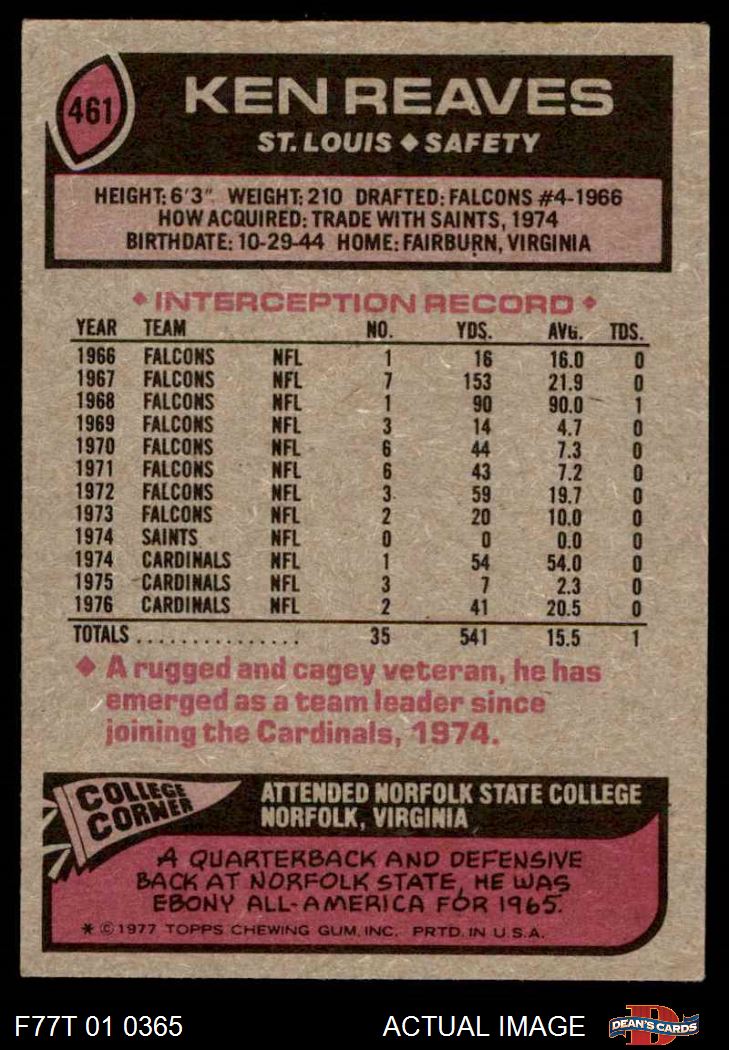 461
KEN REAVES
ST. LOUIS ◆ SAFETY
HEIGHT: 6'3" WEIGHT: 210 DRAFTED: FALCONS #4-1966
HOW ACQUIRED: TRADE WITH SAINTS, 1974
BIRTHDATE: 10-29-44 HOME: FAIRBURN, VIRGINIA
◆ INTERCEPTION RECORD ◆
YEAR TEAM NO. YDS. AVG. TDS.
1966 FALCONS NFL 1 16 16.0 0
1967 FALCONS NFL 7 153 21.9 0
1968 FALCONS NFL 1 90 90.0 1
1969 FALCONS NFL 3 14 4.7 0
1970 FALCONS NFL 6 44 7.3 0
1971 FALCONS NFL 6 43 7.2 0
1972 FALCONS NFL 3 59 19.7 0
1973 FALCONS NFL 2 20 10.0 0
1974 SAINTS NFL 0 0 0.0 0
1974 CARDINALS NFL 1 54 54.0 0
1975 CARDINALS NFL 3 7 2.3 0
1976 CARDINALS NFL 2 41 20.5 0
TOTALS . . . . . . . . . . . . . . . 35 541 15.5 1
◆ A rugged and cagey veteran, he has
emerged as a team leader since
joining the Cardinals, 1974.
COLLEGE
CORNER
ATTENDED NORFOLK STATE COLLEGE
NORFOLK, VIRGINIA
A QUARTERBACK AND DEFENSIVE
BACK AT NORFOLK STATE, HE WAS
EBONY ALL-AMERICA FOR 1965.
* © 1977 TOPPS CHEWING GUM, INC. PRTD. IN U.S.A.
F77T 01 0365 ACTUAL IMAGE
D
DEAN'S CARDS